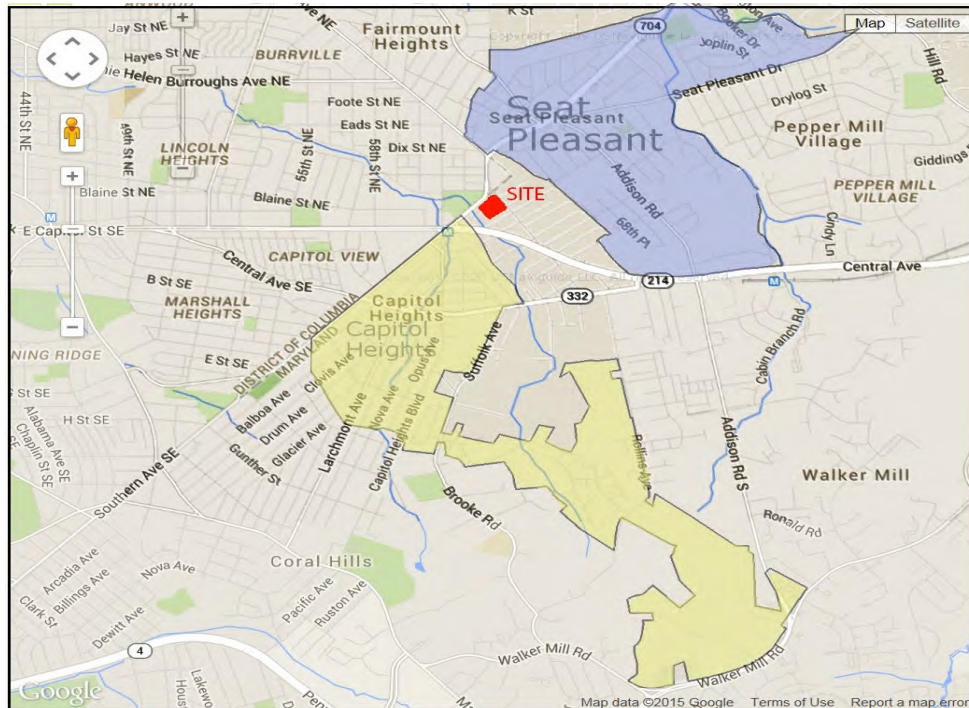 ANWOOD
K St
704
Map
Satellite
Jay St NE
Fairmount
Heights
Booker Dr
Joplin St
Hayes St NE
BURRVILLE
Helen Burroughs Ave NE
Seat Pleasant Dr
Hill Rd
44th St NE
49th St NE
Foote St NE
Seat
Seat Pleasant
Pleasant
Drylog St
Eads St NE
Pepper Mill
Village
LINCOLN
HEIGHTS
55th St NE
58th St NE
Dix St NE
Giddings
Blaine St NE
Blaine St NE
SITE
Addison Rd
PEPPER MILL
VILLAGE
68th Pl
Cindy Ln
M
E Capitol St SE
CAPITOL VIEW
Central Ave SE
Central Ave
214
M
B St SE
332
MARSHALL
HEIGHTS
Capitol
Heights
Capitol
Heights
DISTRICT OF COLUMBIA
MARYLAND
Suffolk Ave
Opus Ave
Cabin Branch Rd
NING RIDGE
E St SE
Clovis Ave
G St SE
Balboa Ave
Nova Ave
H St SE
Drum Ave
Larchmont Ave
Capitol Heights Blvd
Alabama Ave SE
Chaplin St SE
Glacier Ave
Gunther St
Rollins Ave
Addison Rd S
Southern Ave SE
Walker Mill
Brooke Rd
Ronald Rd
Arcadia Ave
Nova Ave
Coral Hills
Billings Ave
Clark St
Pacific Ave
Ruston Ave
Dewitt Ave
4
Walker Mill Rd
Walker Mill Rd
Google
Map data ©2015 Google
Terms of Use
Report a map error